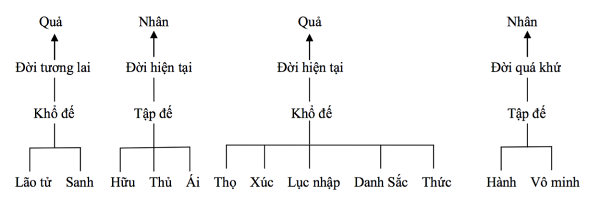 Quả Nhân Quả Nhân
Đời tương lai Đời hiện tại Đời hiện tại Đời quá khứ
Khổ đế Tập đế Khổ đế Tập đế
Lão tử Sanh Hữu Thủ Ái Thọ Xúc Lục nhập Danh Sắc Thức Hành Vô minh